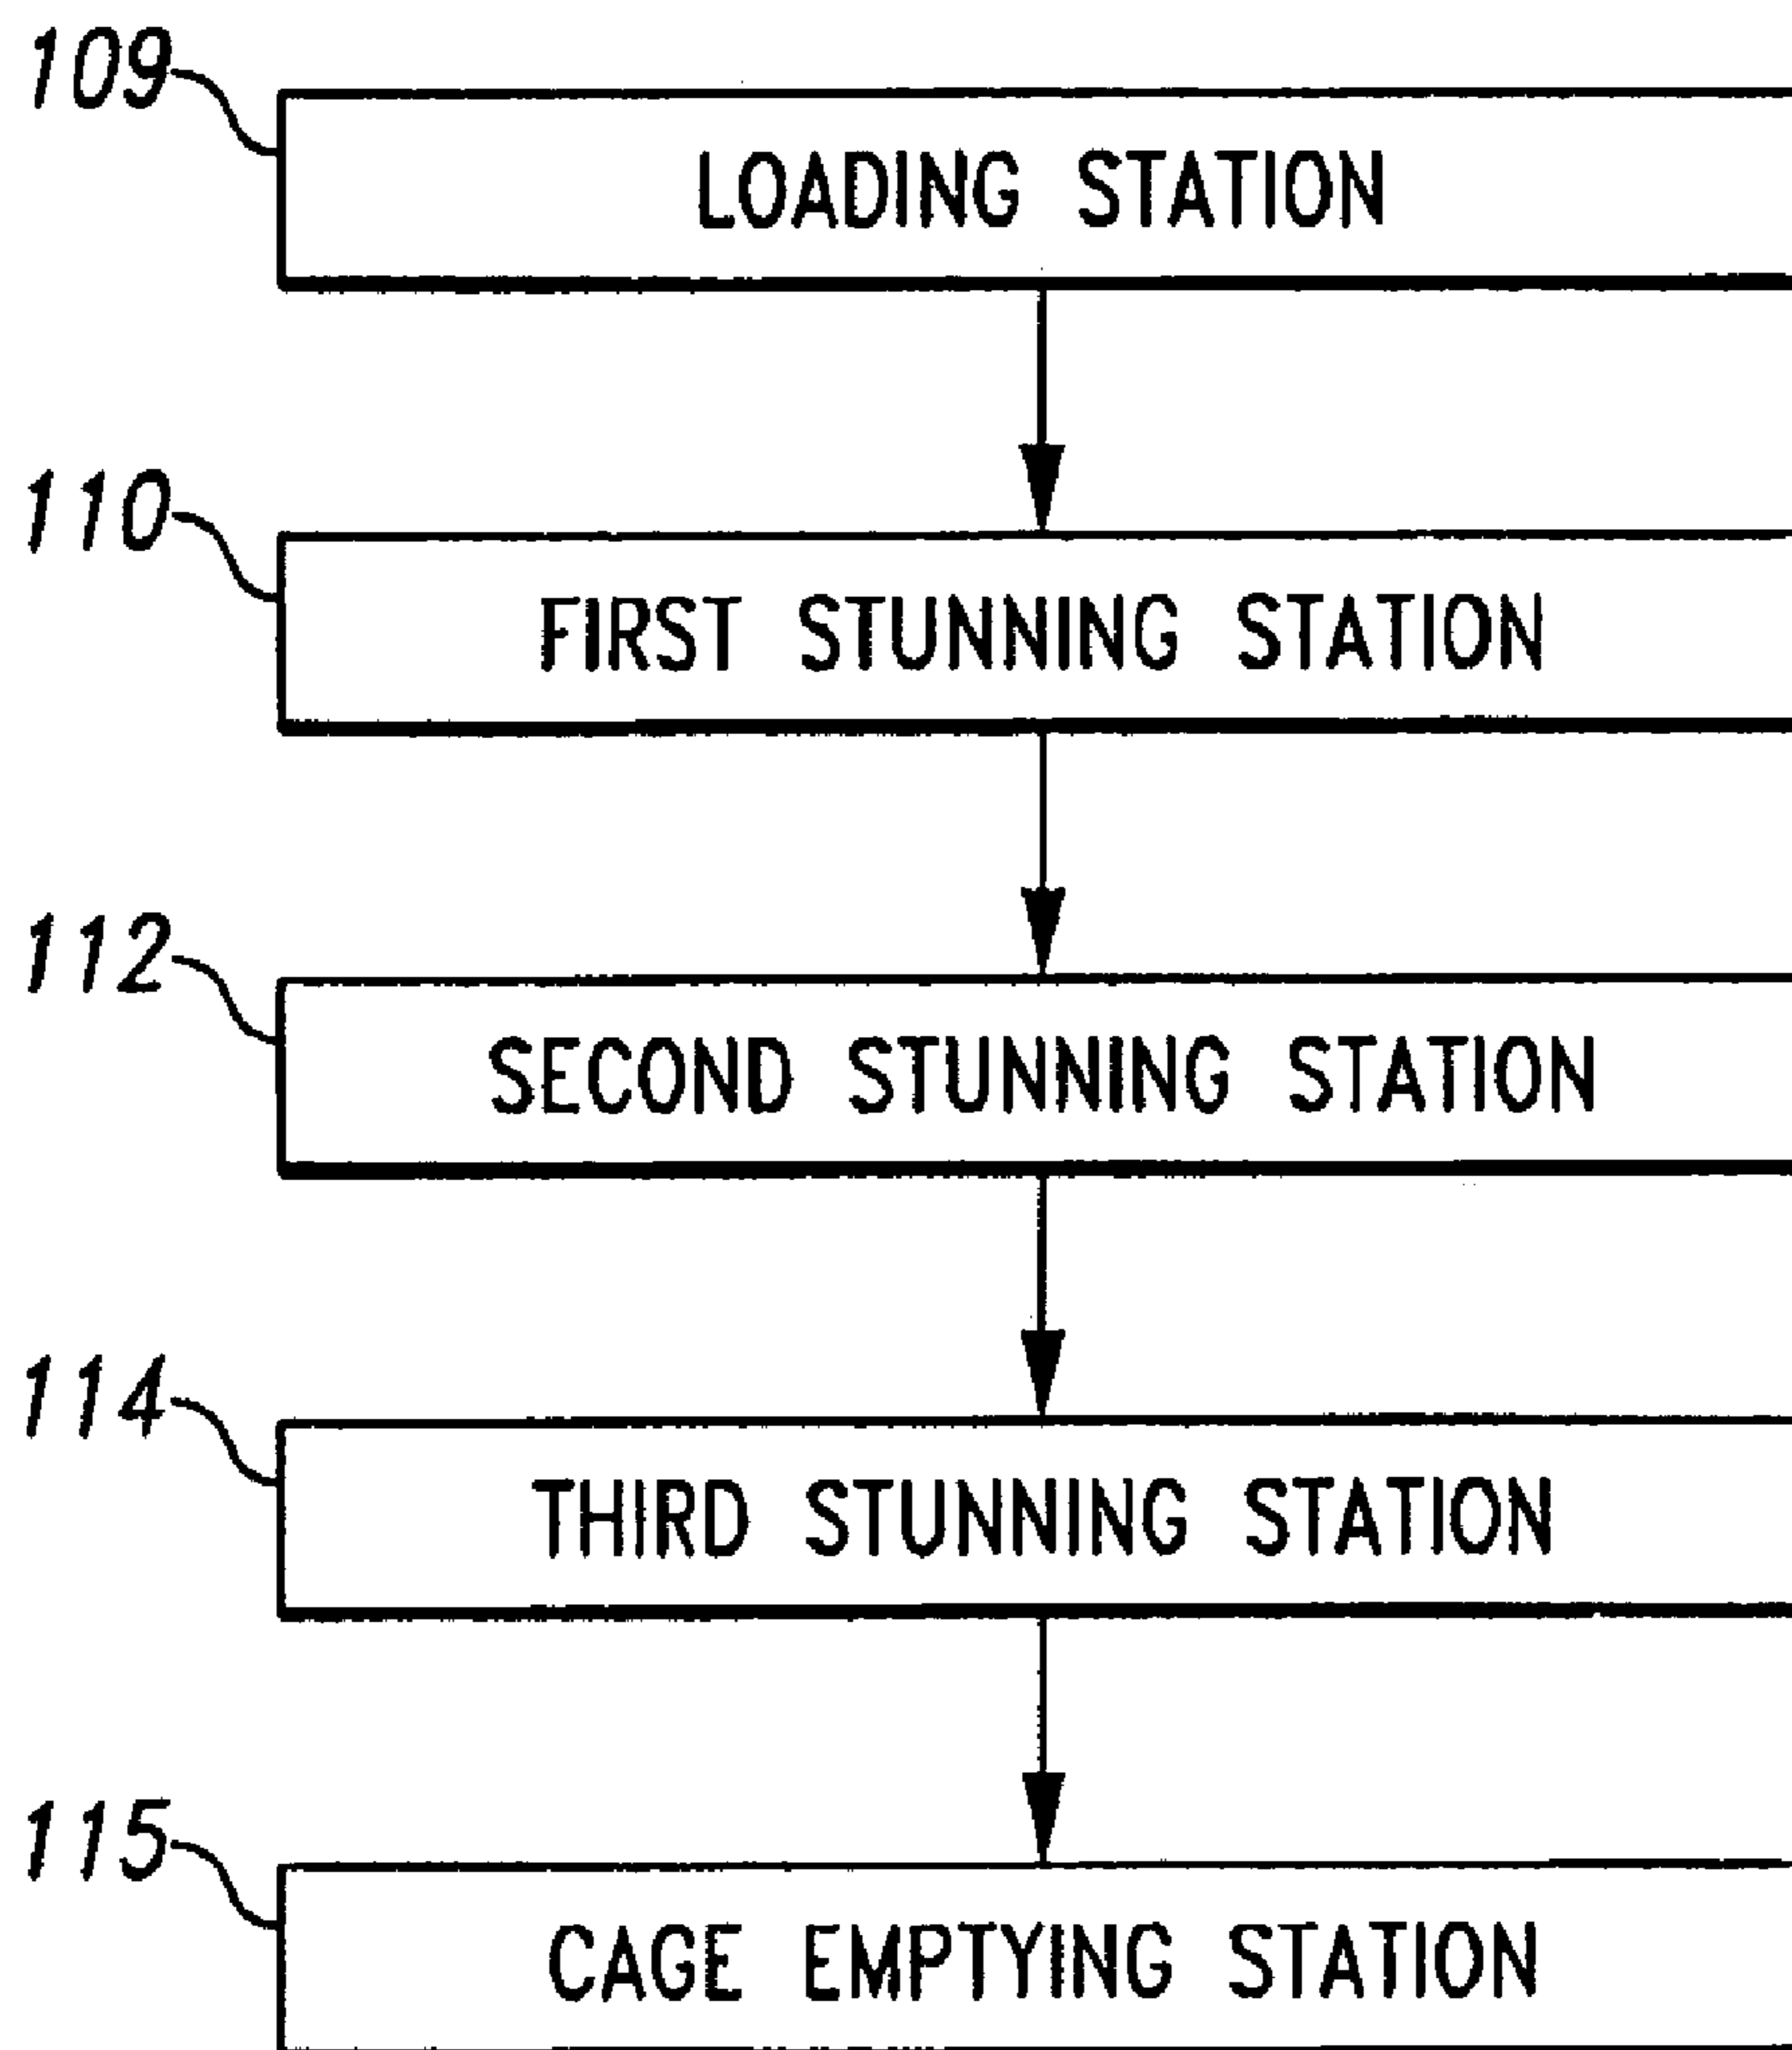 109
LOADING STATION
110
FIRST STUNNING STATION
112
SECOND STUNNING STATION
114
THIRD STUNNING STATION
115
CAGE EMPTYING STATION